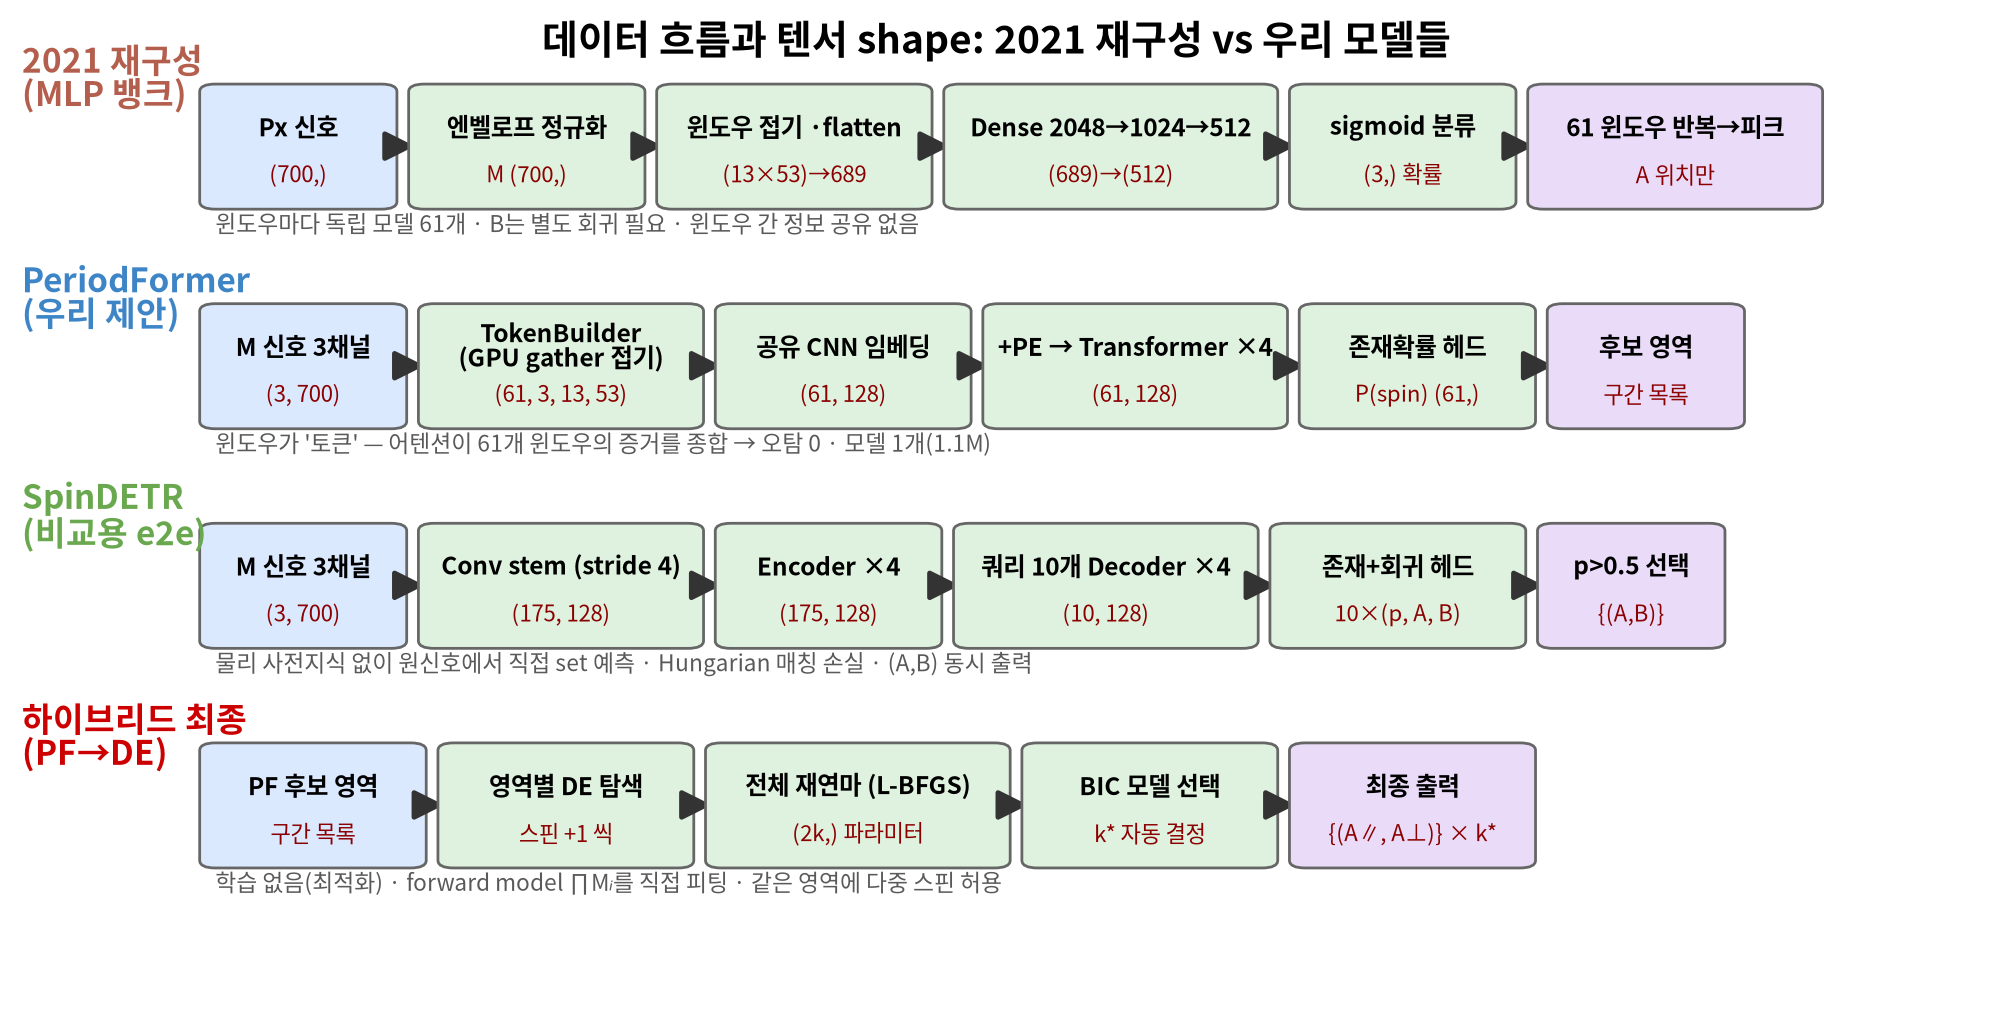 데이터 흐름과 텐서 shape: 2021 재구성 vs 우리 모델들
2021 재구성
(MLP 뱅크)
Px 신호
(700,)
엔벨로프 정규화
M (700,)
윈도우 접기 ·flatten
(13×53)→689
Dense 2048→1024→512
(689)→(512)
sigmoid 분류
(3,) 확률
61 윈도우 반복→피크
A 위치만
윈도우마다 독립 모델 61개 · B는 별도 회귀 필요 · 윈도우 간 정보 공유 없음
PeriodFormer
(우리 제안)
M 신호 3채널
(3, 700)
TokenBuilder
(GPU gather 접기)
(61, 3, 13, 53)
공유 CNN 임베딩
(61, 128)
+PE → Transformer ×4
(61, 128)
존재확률 헤드
P(spin) (61,)
후보 영역
구간 목록
윈도우가 '토큰' — 어텐션이 61개 윈도우의 증거를 종합 → 오탐 0 · 모델 1개(1.1M)
SpinDETR
(비교용 e2e)
M 신호 3채널
(3, 700)
Conv stem (stride 4)
(175, 128)
Encoder ×4
(175, 128)
쿼리 10개 Decoder ×4
(10, 128)
존재+회귀 헤드
10×(p, A, B)
p>0.5 선택
{(A,B)}
물리 사전지식 없이 원신호에서 직접 set 예측 · Hungarian 매칭 손실 · (A,B) 동시 출력
하이브리드 최종
(PF→DE)
PF 후보 영역
구간 목록
영역별 DE 탐색
스핀 +1 씩
전체 재연마 (L-BFGS)
(2k,) 파라미터
BIC 모델 선택
k* 자동 결정
최종 출력
{(A∥, A⊥)} × k*
학습 없음(최적화) · forward model ∏Mᵢ를 직접 피팅 · 같은 영역에 다중 스핀 허용